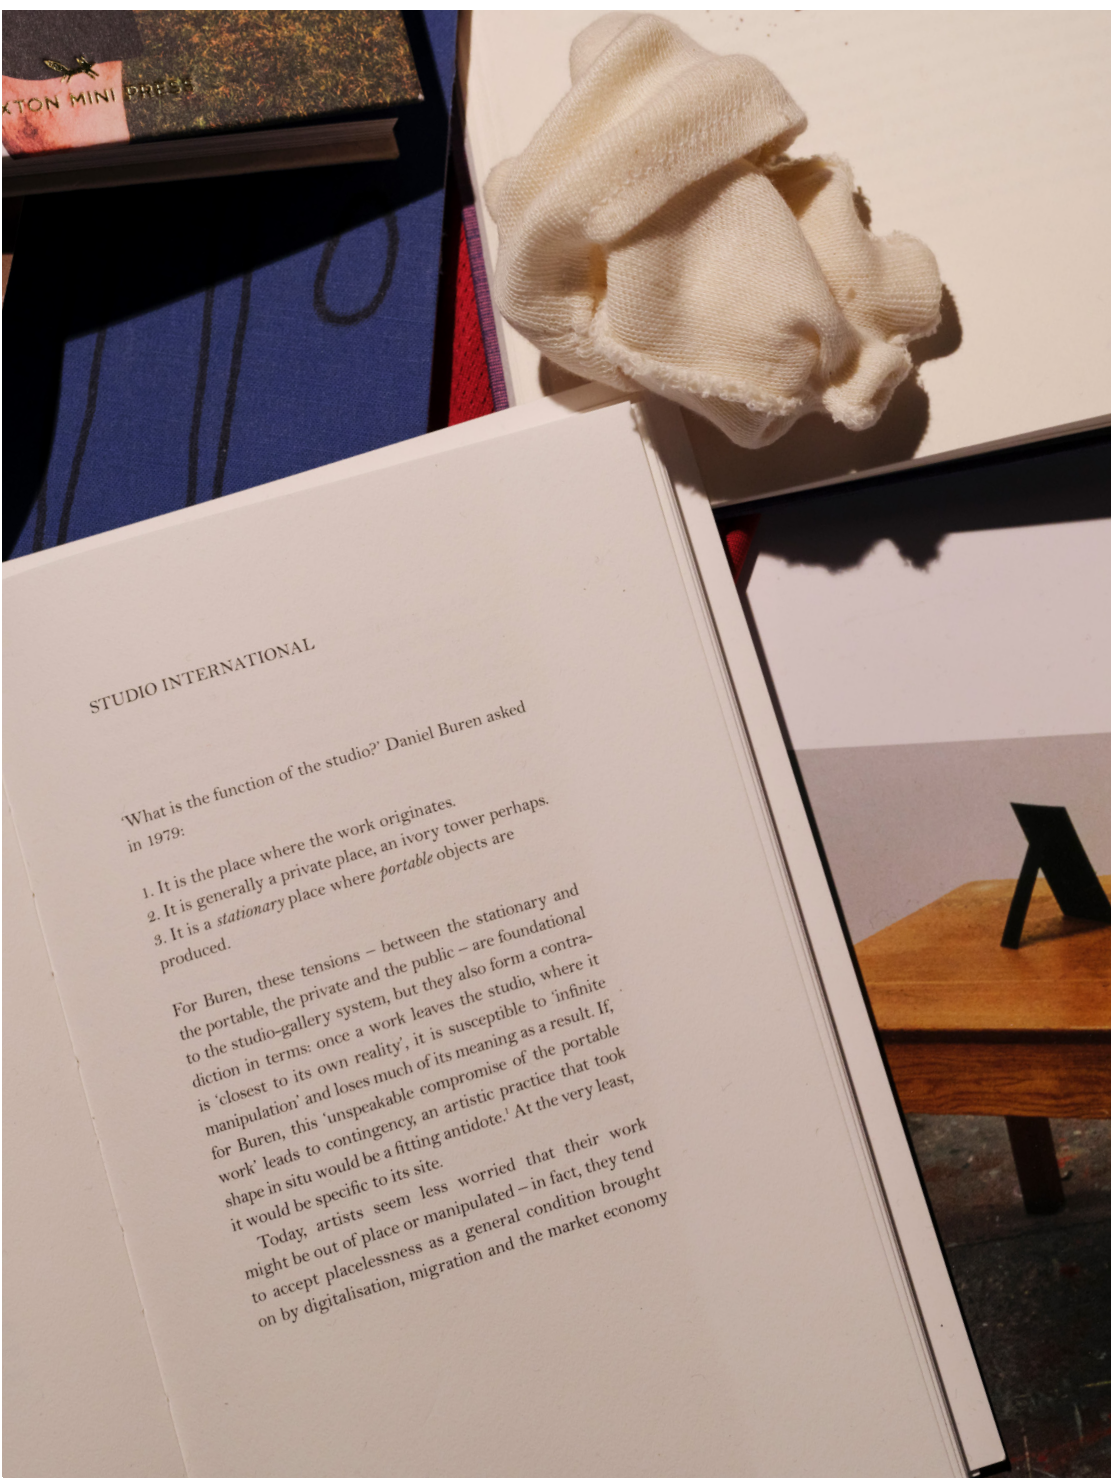 XTON MINI PRESS
STUDIO INTERNATIONAL
‘What is the function of the studio?’ Daniel Buren asked
in 1979:
1. It is the place where the work originates.
2. It is generally a private place, an ivory tower perhaps.
3. It is a stationary place where portable objects are
produced.
For Buren, these tensions – between the stationary and
the portable, the private and the public – are foundational
to the studio-gallery system, but they also form a contra-
diction in terms: once a work leaves the studio, where it
is ‘closest to its own reality’, it is susceptible to ‘infinite
manipulation’ and loses much of its meaning as a result. If,
for Buren, this ‘unspeakable compromise of the portable
work’ leads to contingency, an artistic practice that took
shape in situ would be a fitting antidote.¹ At the very least,
it would be specific to its site.
Today, artists seem less worried that their work
might be out of place or manipulated – in fact, they tend
to accept placelessness as a general condition brought
on by digitalisation, migration and the market economy